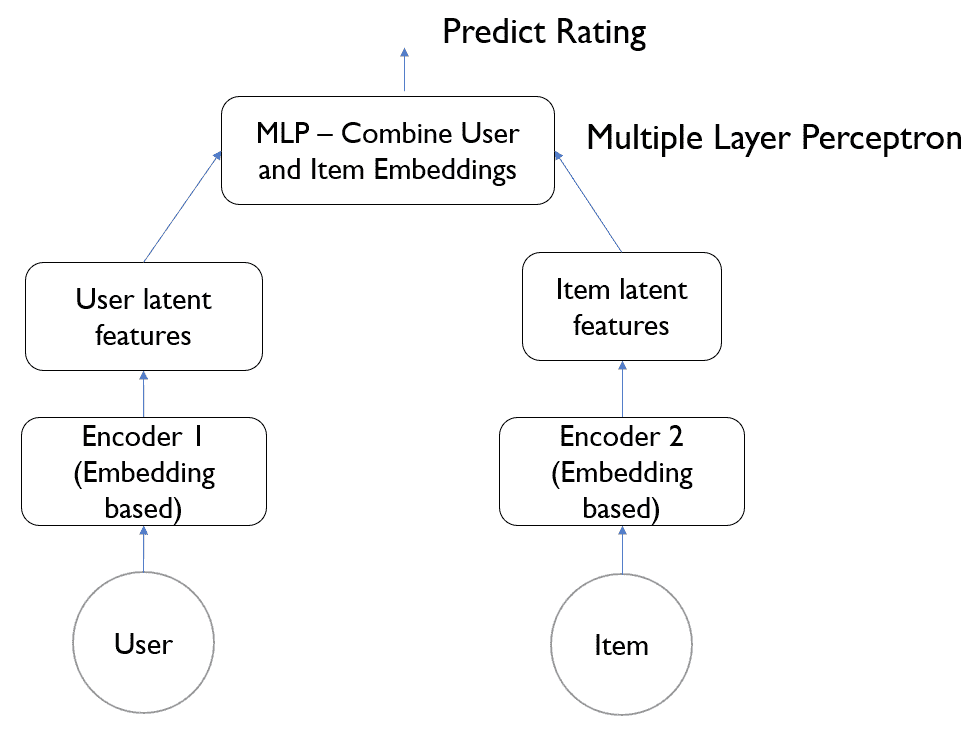 Predict Rating
MLP – Combine User
and Item Embeddings
Multiple Layer Perceptron
User latent
features
Item latent
features
Encoder 1
(Embedding
based)
Encoder 2
(Embedding
based)
User
Item